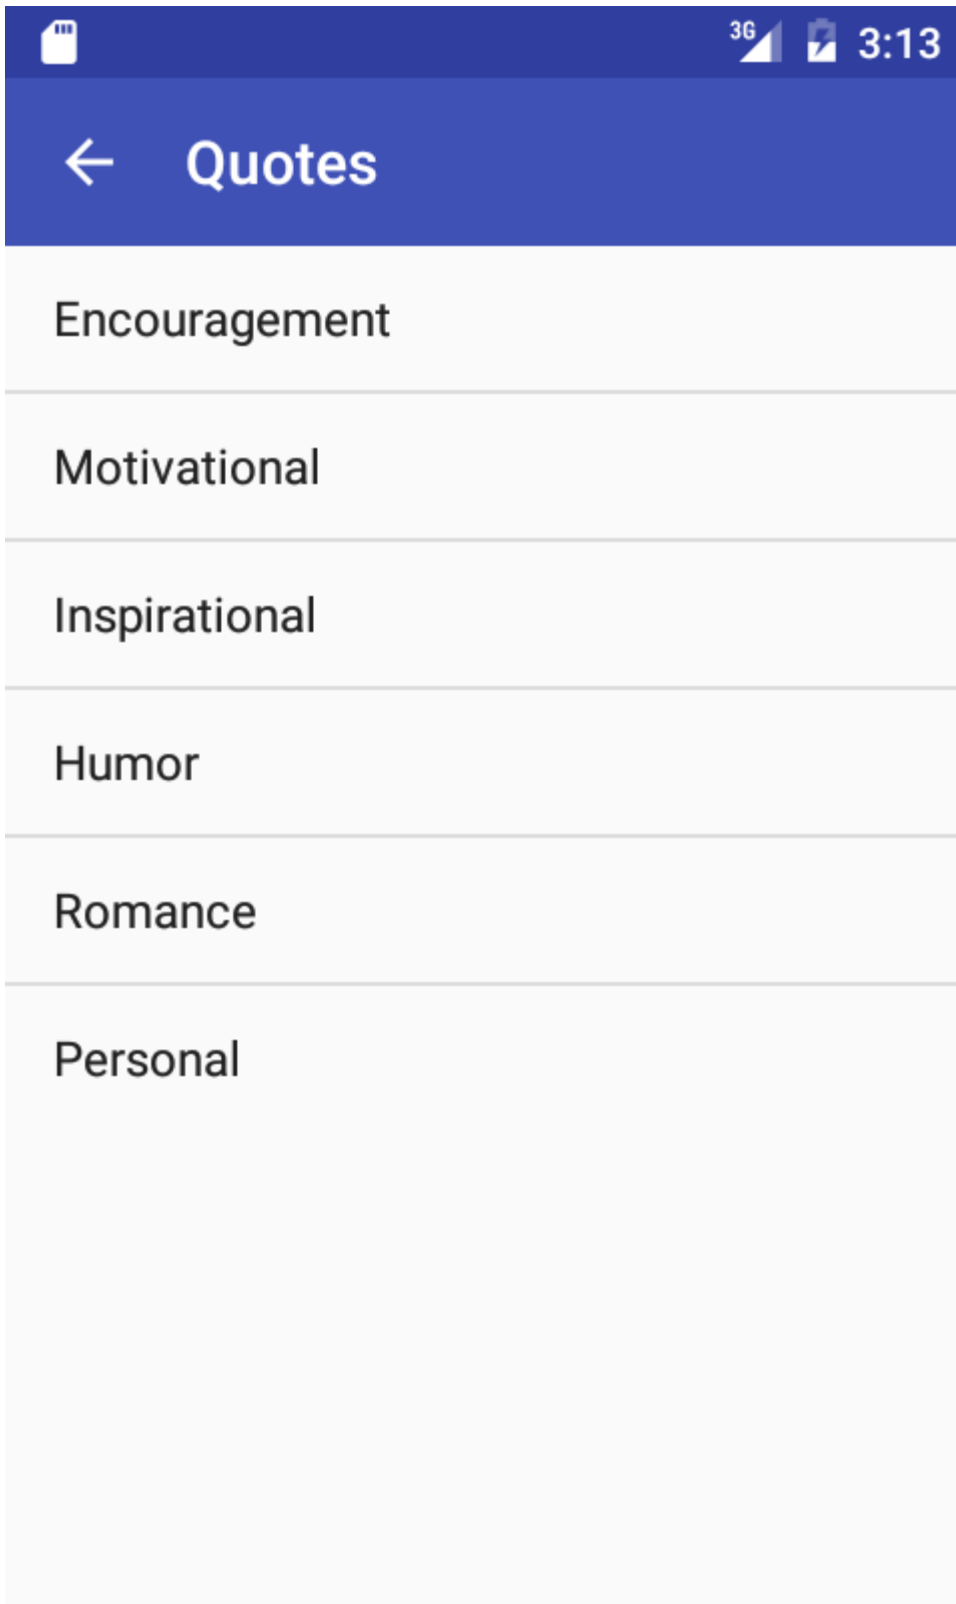 3G 3:13
Quotes
Encouragement
Motivational
Inspirational
Humor
Romance
Personal